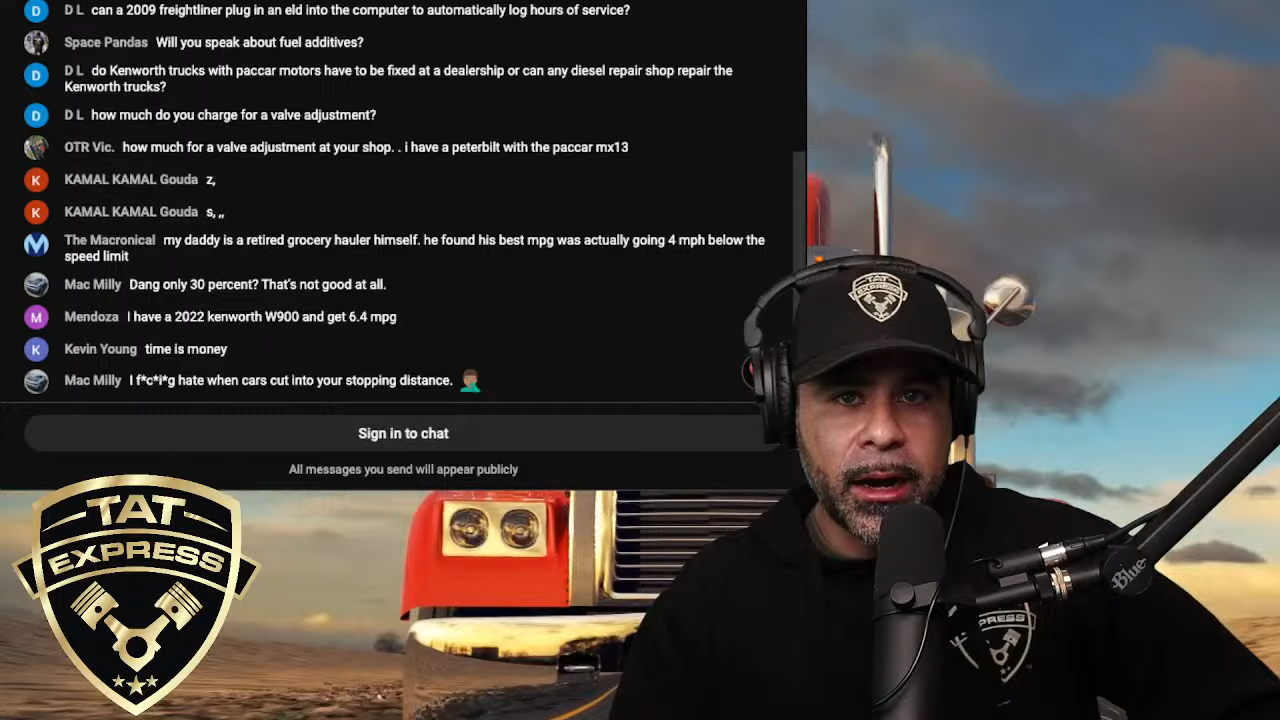 D
D L can a 2009 freightliner plug in an eld into the computer to automatically log hours of service?
Space Pandas Will you speak about fuel additives?
D
D L do Kenworth trucks with paccar motors have to be fixed at a dealership or can any diesel repair shop repair the
Kenworth trucks?
D
D L how much do you charge for a valve adjustment?
OTR Vic. how much for a valve adjustment at your shop. . i have a peterbilt with the paccar mx13
K
KAMAL KAMAL Gouda z,
K
KAMAL KAMAL Gouda s, ,,
The Macronical my daddy is a retired grocery hauler himself. he found his best mpg was actually going 4 mph below the
speed limit
Mac Milly Dang only 30 percent? That's not good at all.
M
Mendoza I have a 2022 kenworth W900 and get 6.4 mpg
K
Kevin Young time is money
Mac Milly I f*c*i*g hate when cars cut into your stopping distance.
Sign in to chat
All messages you send will appear publicly
TAT
EXPRESS
TAT
EXPRESS
Blue
EXPRESS